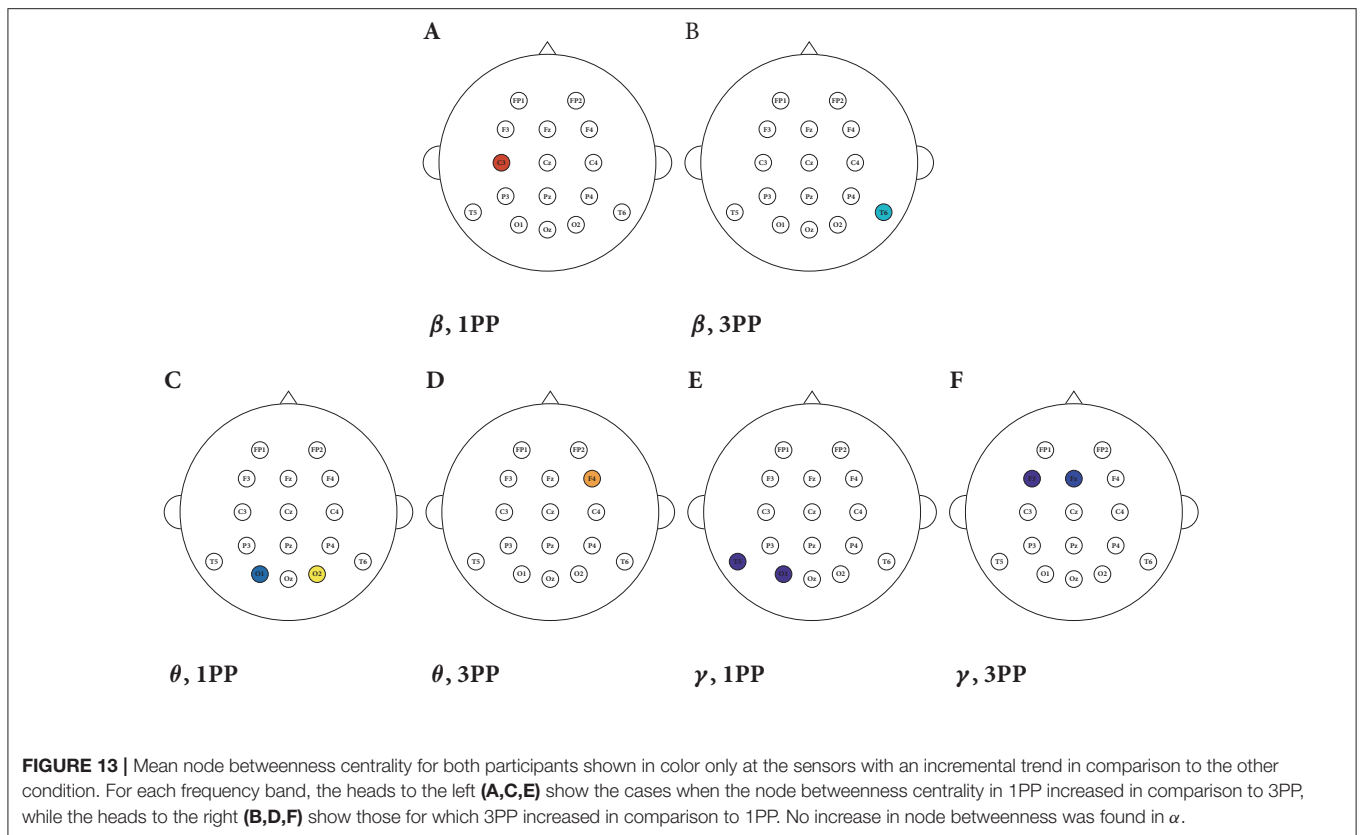 A B
FP1 FP2 FP1 FP2
F3 Fz F4 F3 Fz F4
C3 Cz C4 C3 Cz C4
P3 Pz P4 P3 Pz P4
T5 T6 T5 T6
O1 Oz O2 O1 Oz O2
β, 1PP β, 3PP
C D E F
FP1 FP2 FP1 FP2 FP1 FP2 FP1 FP2
F3 Fz F4 F3 Fz F4 F3 Fz F4 F3 Fz F4
C3 Cz C4 C3 Cz C4 C3 Cz C4 C3 Cz C4
P3 Pz P4 P3 Pz P4 P3 Pz P4 P3 Pz P4
T5 T6 T5 T6 T5 T6 T5 T6
O1 Oz O2 O1 Oz O2 O1 Oz O2 O1 Oz O2
θ, 1PP θ, 3PP γ, 1PP γ, 3PP
FIGURE 13 | Mean node betweenness centrality for both participants shown in color only at the sensors with an incremental trend in comparison to the other
condition. For each frequency band, the heads to the left (A,C,E) show the cases when the node betweenness centrality in 1PP increased in comparison to 3PP,
while the heads to the right (B,D,F) show those for which 3PP increased in comparison to 1PP. No increase in node betweenness was found in α.